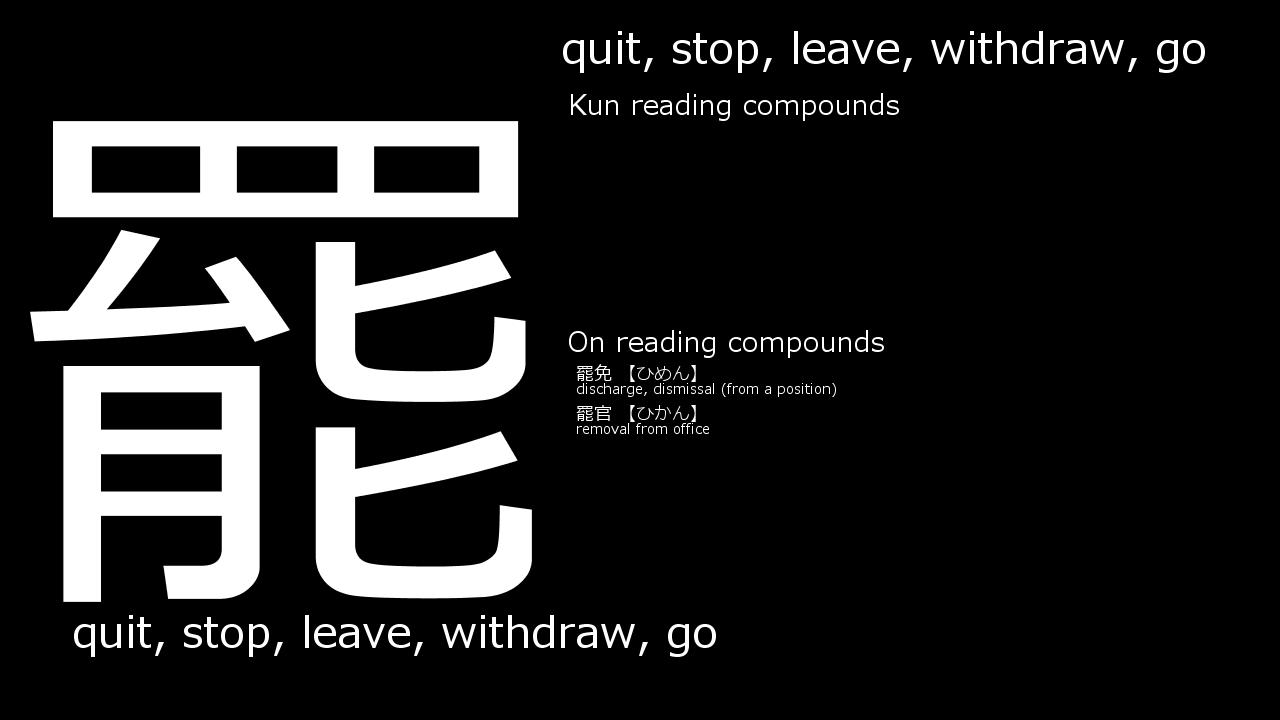 罷
quit, stop, leave, withdraw, go
Kun reading compounds
On reading compounds
罷免 【ひめん】
discharge, dismissal (from a position)
罷官 【ひかん】
removal from office
quit, stop, leave, withdraw, go